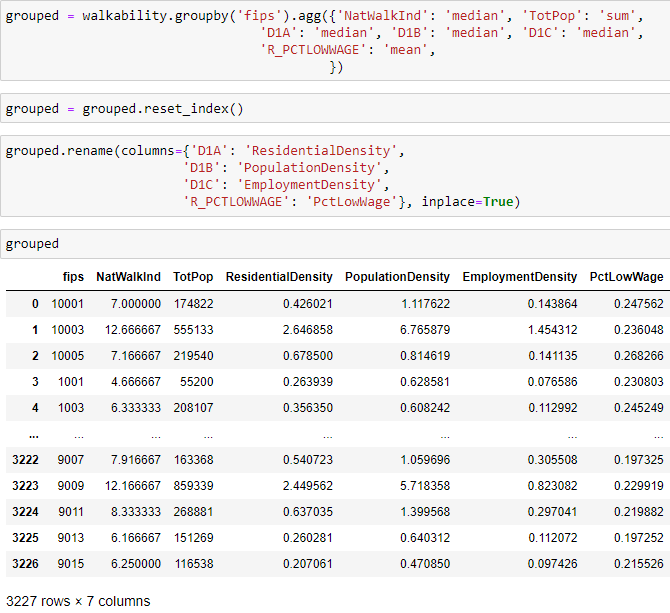 grouped = walkability.groupby('fips').agg({'NatWalkInd': 'median', 'TotPop': 'sum',
'D1A': 'median', 'D1B': 'median', 'D1C': 'median',
'R_PCTLOWWAGE': 'mean',
})
grouped = grouped.reset_index()
grouped.rename(columns={'D1A': 'ResidentialDensity',
'D1B': 'PopulationDensity',
'D1C': 'EmploymentDensity',
'R_PCTLOWWAGE': 'PctLowWage'}, inplace=True)
grouped
fips NatWalkInd TotPop ResidentialDensity PopulationDensity EmploymentDensity PctLowWage
0 10001 7.000000 174822 0.426021 1.117622 0.143864 0.247562
1 10003 12.666667 555133 2.646858 6.765879 1.454312 0.236048
2 10005 7.166667 219540 0.678500 0.814619 0.141135 0.268266
3 1001 4.666667 55200 0.263939 0.628581 0.076586 0.230803
4 1003 6.333333 208107 0.356350 0.608242 0.112992 0.245249
... ... ... ... ... ... ... ...
3222 9007 7.916667 163368 0.540723 1.059696 0.305508 0.197325
3223 9009 12.166667 859339 2.449562 5.718358 0.823082 0.229919
3224 9011 8.333333 268881 0.637035 1.399568 0.297041 0.219882
3225 9013 6.166667 151269 0.260281 0.640312 0.112072 0.197252
3226 9015 6.250000 116538 0.207061 0.470850 0.097426 0.215526
3227 rows × 7 columns